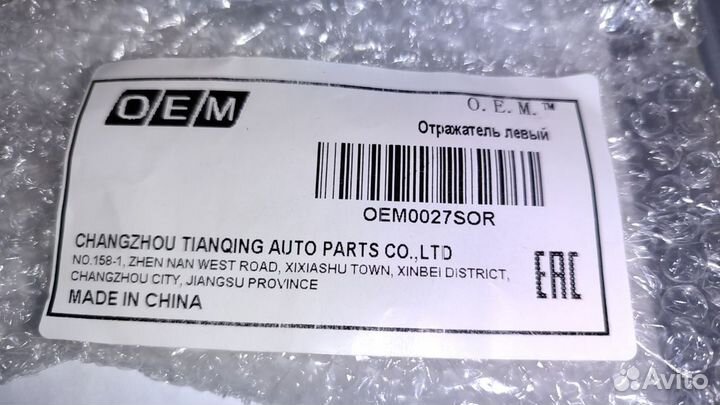 OEM
O. E. M.™
Отражатель левый
OEM0027SOR
CHANGZHOU TIANQING AUTO PARTS CO.,LTD
NO.158-1, ZHEN NAN WEST ROAD, XIXIASHU TOWN, XINBEI DISTRICT,
CHANGZHOU CITY, JIANGSU PROVINCE
MADE IN CHINA
EAC
Avito